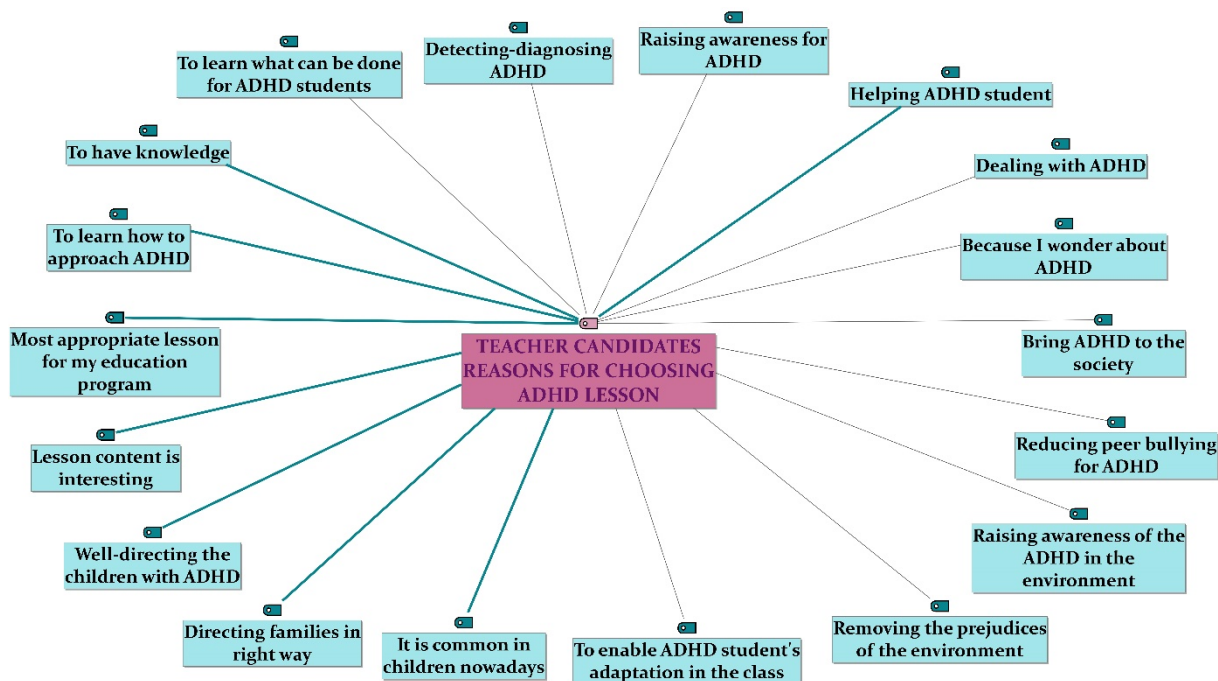 To learn what can be done
for ADHD students
Detecting-diagnosing
ADHD
Raising awareness for
ADHD
Helping ADHD student
To have knowledge
Dealing with ADHD
To learn how to
approach ADHD
Because I wonder about
ADHD
Most appropriate lesson
for my education
program
TEACHER CANDIDATES
REASONS FOR CHOOSING
ADHD LESSON
Bring ADHD to the
society
Lesson content is
interesting
Reducing peer bullying
for ADHD
Well-directing the
children with ADHD
Raising awareness of the
ADHD in the
environment
Directing families in
right way
It is common in
children nowadays
To enable ADHD student's
adaptation in the class
Removing the prejudices
of the environment